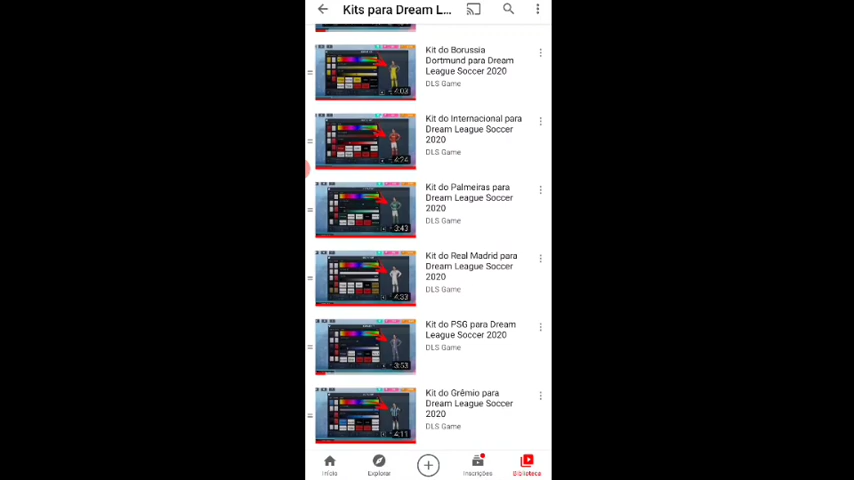 Kits para Dream L...
Kit do Borussia
Dortmund para Dream
League Soccer 2020
DLS Game
4:03
Kit do Internacional para
Dream League Soccer
2020
DLS Game
4:24
Kit do Palmeiras para
Dream League Soccer
2020
DLS Game
3:43
Kit do Real Madrid para
Dream League Soccer
2020
DLS Game
4:33
Kit do PSG para Dream
League Soccer 2020
DLS Game
3:53
Kit do Grêmio para
Dream League Soccer
2020
DLS Game
4:11
Início
Explorar
Inscrições
Biblioteca